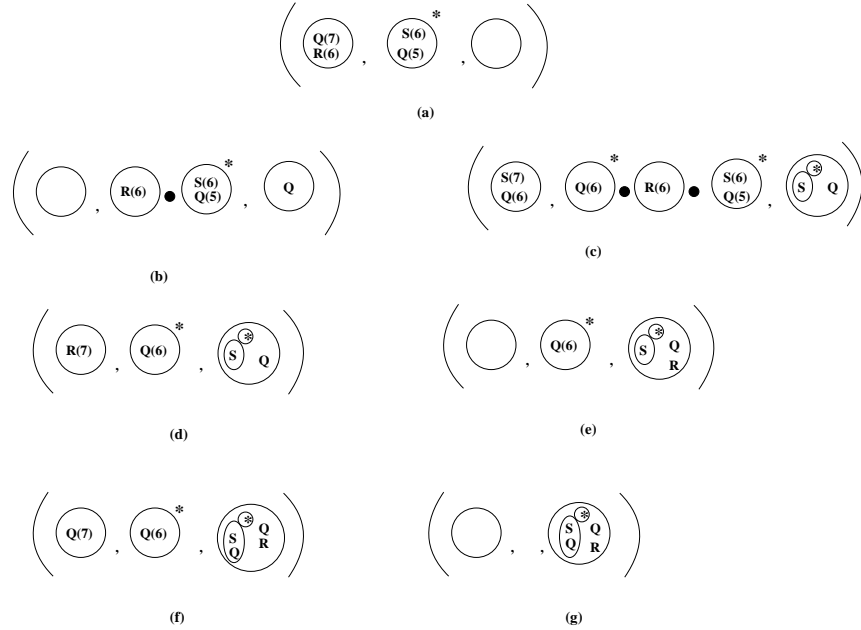 Q(7)
R(6)
,
S(6)
Q(5)
*
,
(a)
,
R(6)
S(6)
Q(5)
*
,
Q
(b)
S(7)
Q(6)
,
Q(6)
*
R(6)
S(6)
Q(5)
*
,
S
*
Q
(c)
R(7)
,
Q(6)
*
,
S
*
Q
(d)
,
Q(6)
*
,
S
*
Q
R
(e)
Q(7)
,
Q(6)
*
,
S
Q
*
Q
R
(f)
,
,
S
Q
*
Q
R
(g)